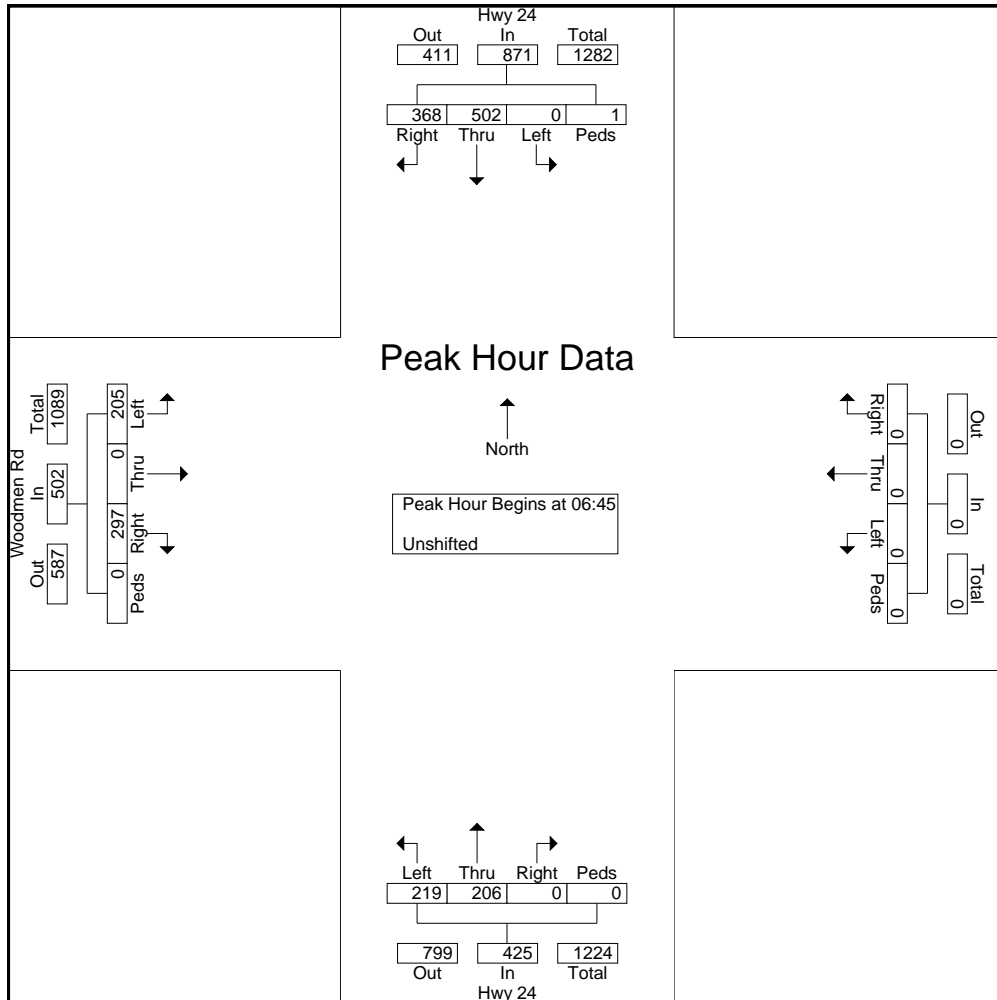 Hwy 24
Out In Total
411 871 1282
368 502 0 1
Right Thru Left Peds
Peak Hour Data
North
Peak Hour Begins at 06:45
Unshifted
Woodmen Rd
Out In Total
587 502 1089
297 0 205
0
Peds Right Thru Left
Out In Total
0 0 0
Right Thru Left Peds
0 0 0 0
Left Thru Right Peds
219 206 0 0
799 425 1224
Out In Total
Hwy 24